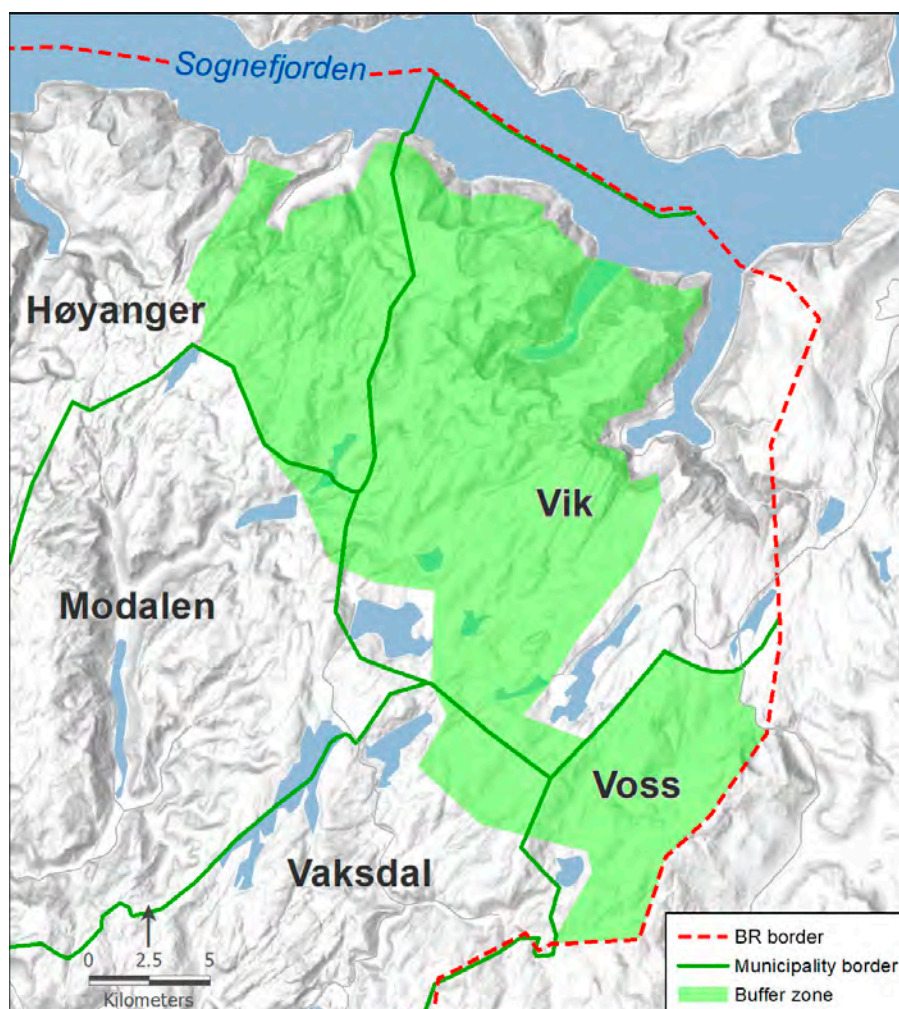 Sognefjorden
Høyanger
Vik
Modalen
Voss
Vaksdal
0 2.5 5
Kilometers
BR border
Municipality border
Buffer zone